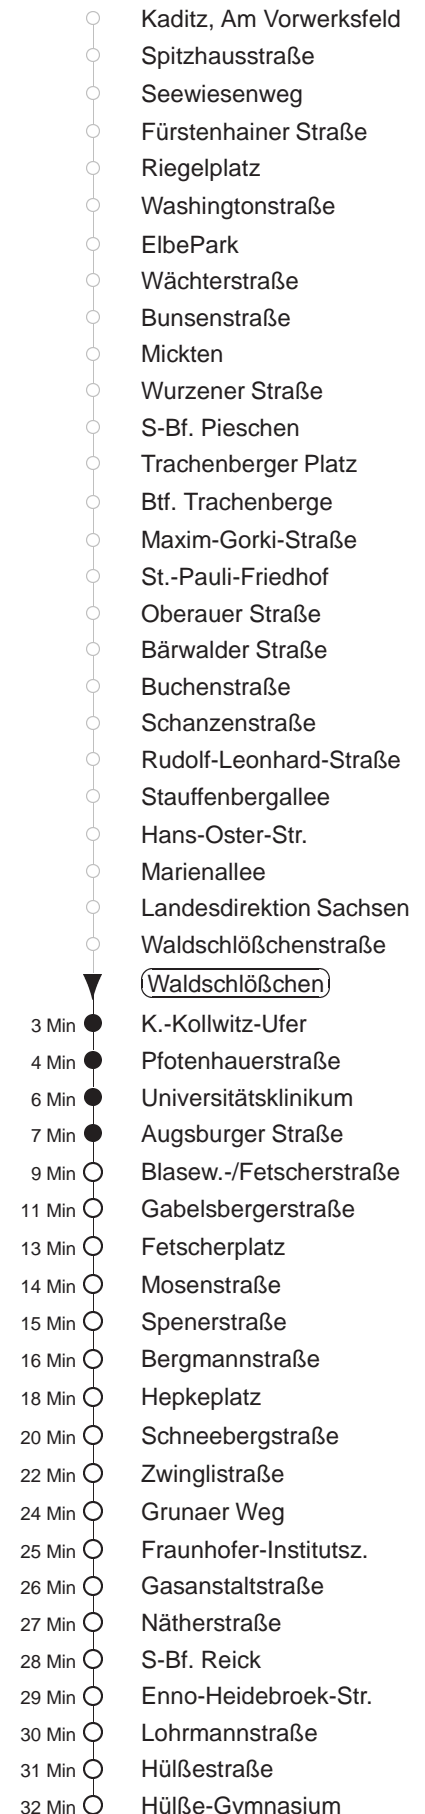 Kaditz, Am Vorwerksfeld
Spitzhausstraße
Seewiesenweg
Fürstenhainer Straße
Riegelplatz
Washingtonstraße
ElbePark
Wächterstraße
Bunsenstraße
Mickten
Wurzener Straße
S-Bf. Pieschen
Trachenberger Platz
Btf. Trachenberge
Maxim-Gorki-Straße
St.-Pauli-Friedhof
Oberauer Straße
Bärwalder Straße
Buchenstraße
Schanzenstraße
Rudolf-Leonhard-Straße
Stauffenbergallee
Hans-Oster-Str.
Marienallee
Landesdirektion Sachsen
Waldschlößchenstraße
Waldschlößchen
3 Min K.-Kollwitz-Ufer
4 Min Pfotenhauerstraße
6 Min Universitätsklinikum
7 Min Augsburger Straße
9 Min Blasew.-/Fetscherstraße
11 Min Gabelsbergerstraße
13 Min Fetscherplatz
14 Min Mosenstraße
15 Min Spenerstraße
16 Min Bergmannstraße
18 Min Hepkeplatz
20 Min Schneebergstraße
22 Min Zwinglistraße
24 Min Grunaer Weg
25 Min Fraunhofer-Institutsz.
26 Min Gasanstaltstraße
27 Min Nätherstraße
28 Min S-Bf. Reick
29 Min Enno-Heidebroek-Str.
30 Min Lohrmannstraße
31 Min Hülßestraße
32 Min Hülße-Gymnasium